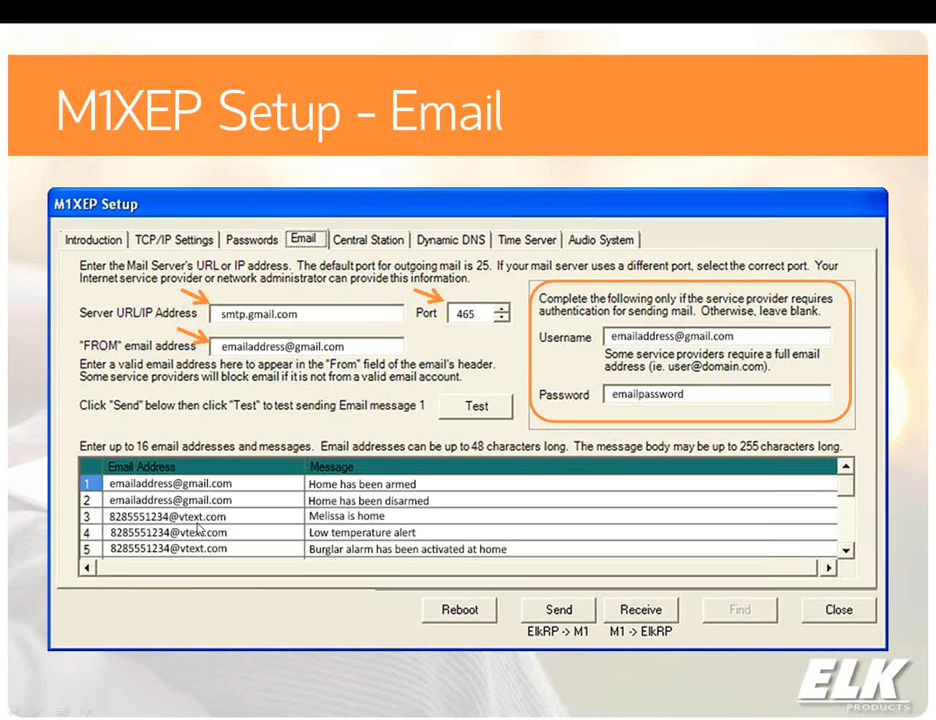 M1XEP Setup - Email
M1XEP Setup
Introduction TCP/IP Settings Passwords Email Central Station Dynamic DNS Time Server Audio System
Enter the Mail Server's URL or IP address. The default port for outgoing mail is 25. If your mail server uses a different port, select the correct port. Your
Internet service provider or network administrator can provide this information.
Server URL/IP Address smtp.gmail.com Port 465
"FROM" email address emailaddress@gmail.com
Enter a valid email address here to appear in the "From" field of the email's header.
Some service providers will block email if it is not from a valid email account.
Click "Send" below then click "Test" to test sending Email message 1 Test
Complete the following only if the service provider requires
authentication for sending mail. Otherwise, leave blank.
Username emailaddress@gmail.com
Some service providers require a full email
address (ie. user@domain.com).
Password emailpassword
Enter up to 16 email addresses and messages. Email addresses can be up to 48 characters long. The message body may be up to 255 characters long.
Email Address Message
1 emailaddress@gmail.com Home has been armed
2 emailaddress@gmail.com Home has been disarmed
3 8285551234@vtext.com Melissa is home
4 8285551234@vtext.com Low temperature alert
5 8285551234@vtext.com Burglar alarm has been activated at home
Reboot Send Receive Find Close
ElkRP -> M1 M1 -> ElkRP
ELK
PRODUCTS